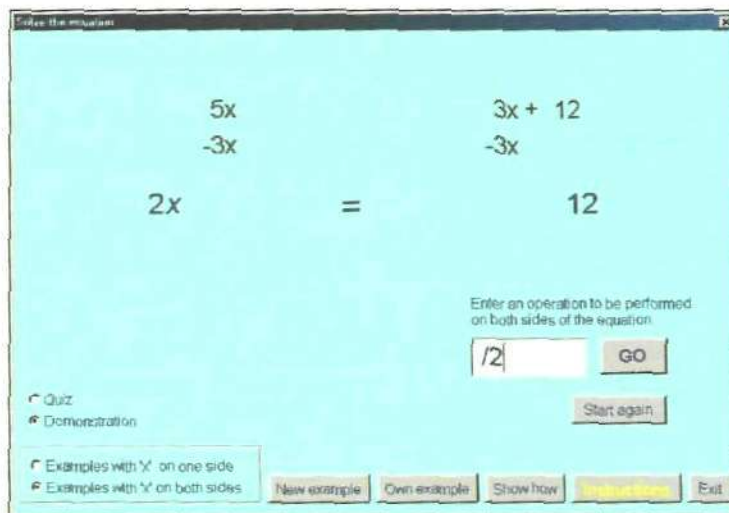 Solve the equation
5x 3x + 12
-3x -3x
2x = 12
Enter an operation to be performed
on both sides of the equation
/2 GO
Start again
Quiz
Demonstration
Examples with 'x' on one side
Examples with 'x' on both sides
New example Own example Show how Instructions Exit